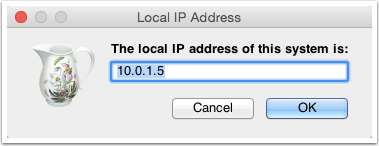 Local IP Address
The local IP address of this system is:
10.0.1.5
Cancel
OK